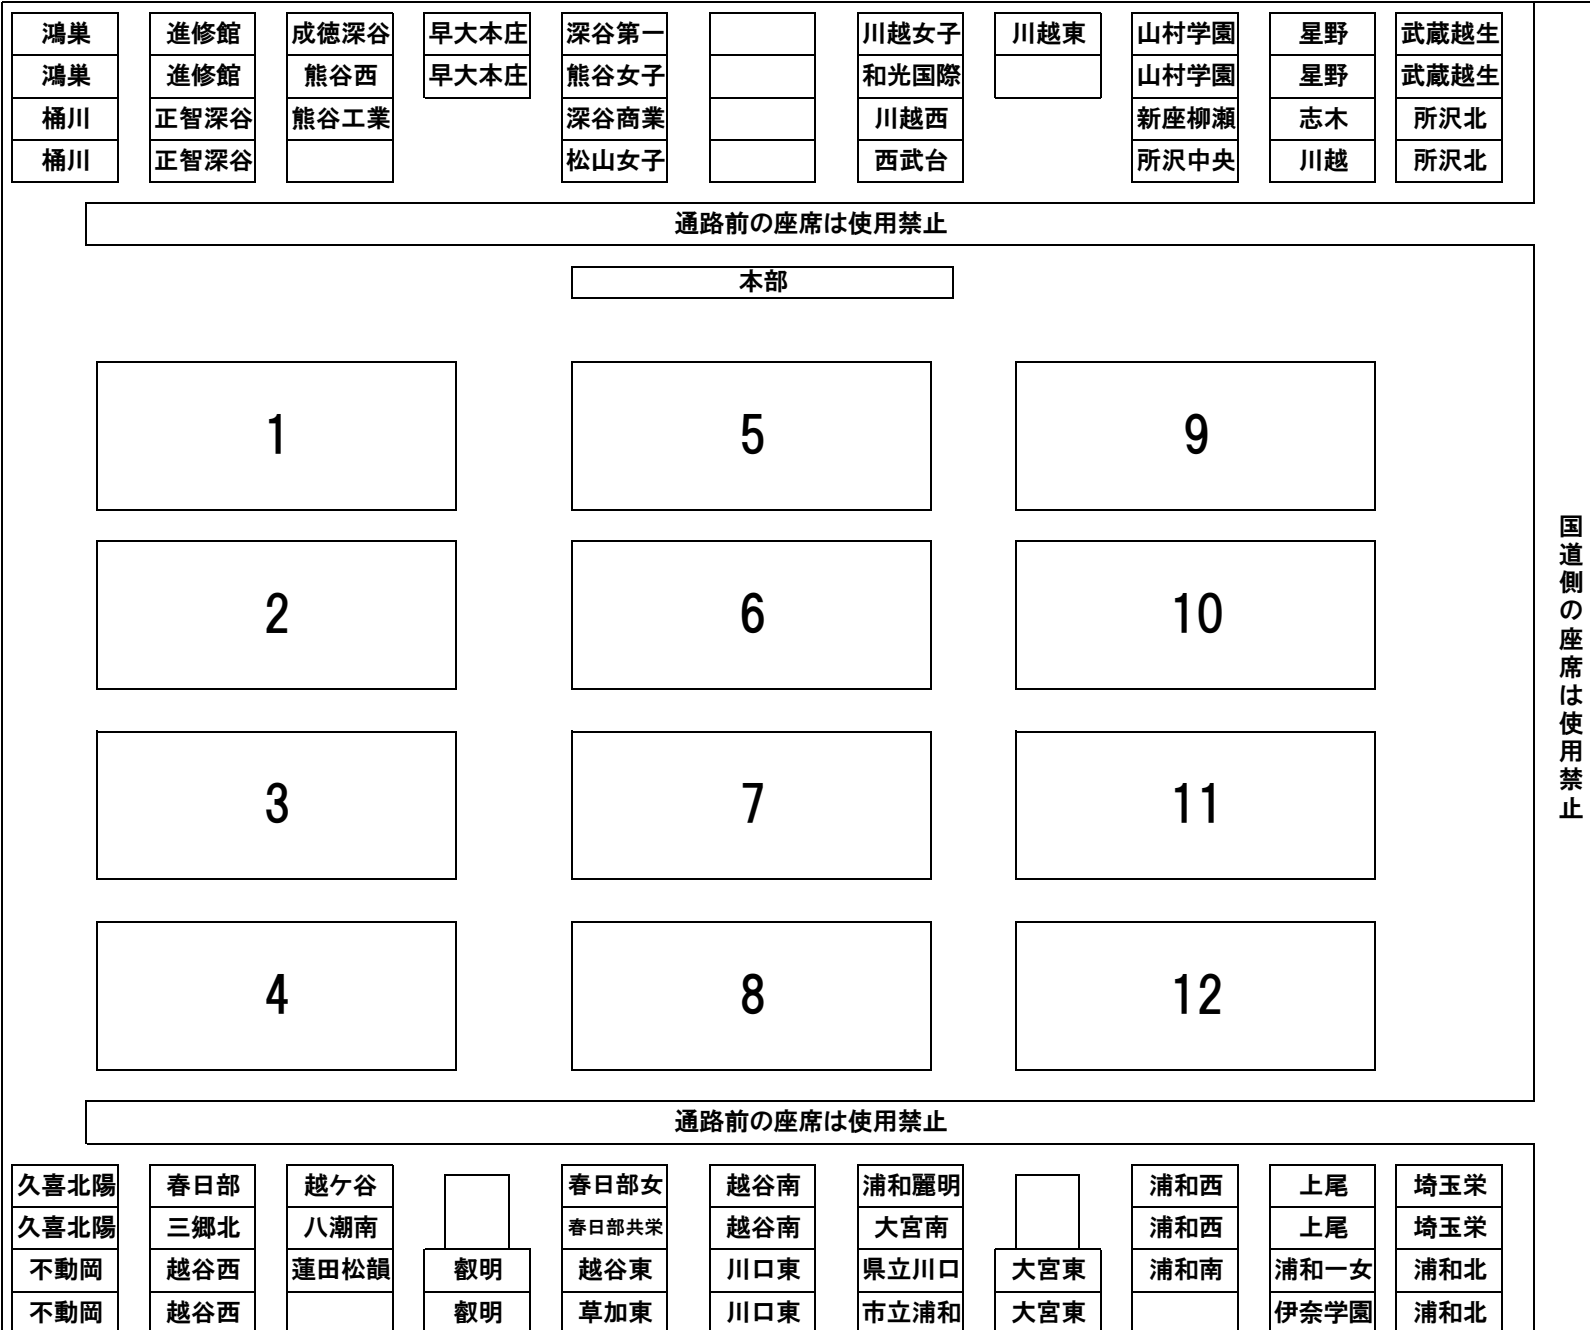 鴻巣 進修館 成徳深谷 早大本庄 深谷第一 川越女子 川越東 山村学園 星野 武蔵越生
鴻巣 進修館 熊谷西 早大本庄 熊谷女子 和光国際 山村学園 星野 武蔵越生
桶川 正智深谷 熊谷工業 深谷商業 川越西 新座柳瀬 志木 所沢北
桶川 正智深谷 松山女子 西武台 所沢中央 川越 所沢北
通路前の座席は使用禁止
本部
1 5 9
2 6 10
3 7 11
4 8 12
国道側の座席は使用禁止
通路前の座席は使用禁止
久喜北陽 春日部 越ケ谷 春日部女 越谷南 浦和麗明 浦和西 上尾 埼玉栄
久喜北陽 三郷北 八潮南 春日部共栄 越谷南 大宮南 浦和西 上尾 埼玉栄
不動岡 越谷西 蓮田松韻 叡明 越谷東 川口東 県立川口 大宮東 浦和南 浦和一女 浦和北
不動岡 越谷西 叡明 草加東 川口東 市立浦和 大宮東 伊奈学園 浦和北